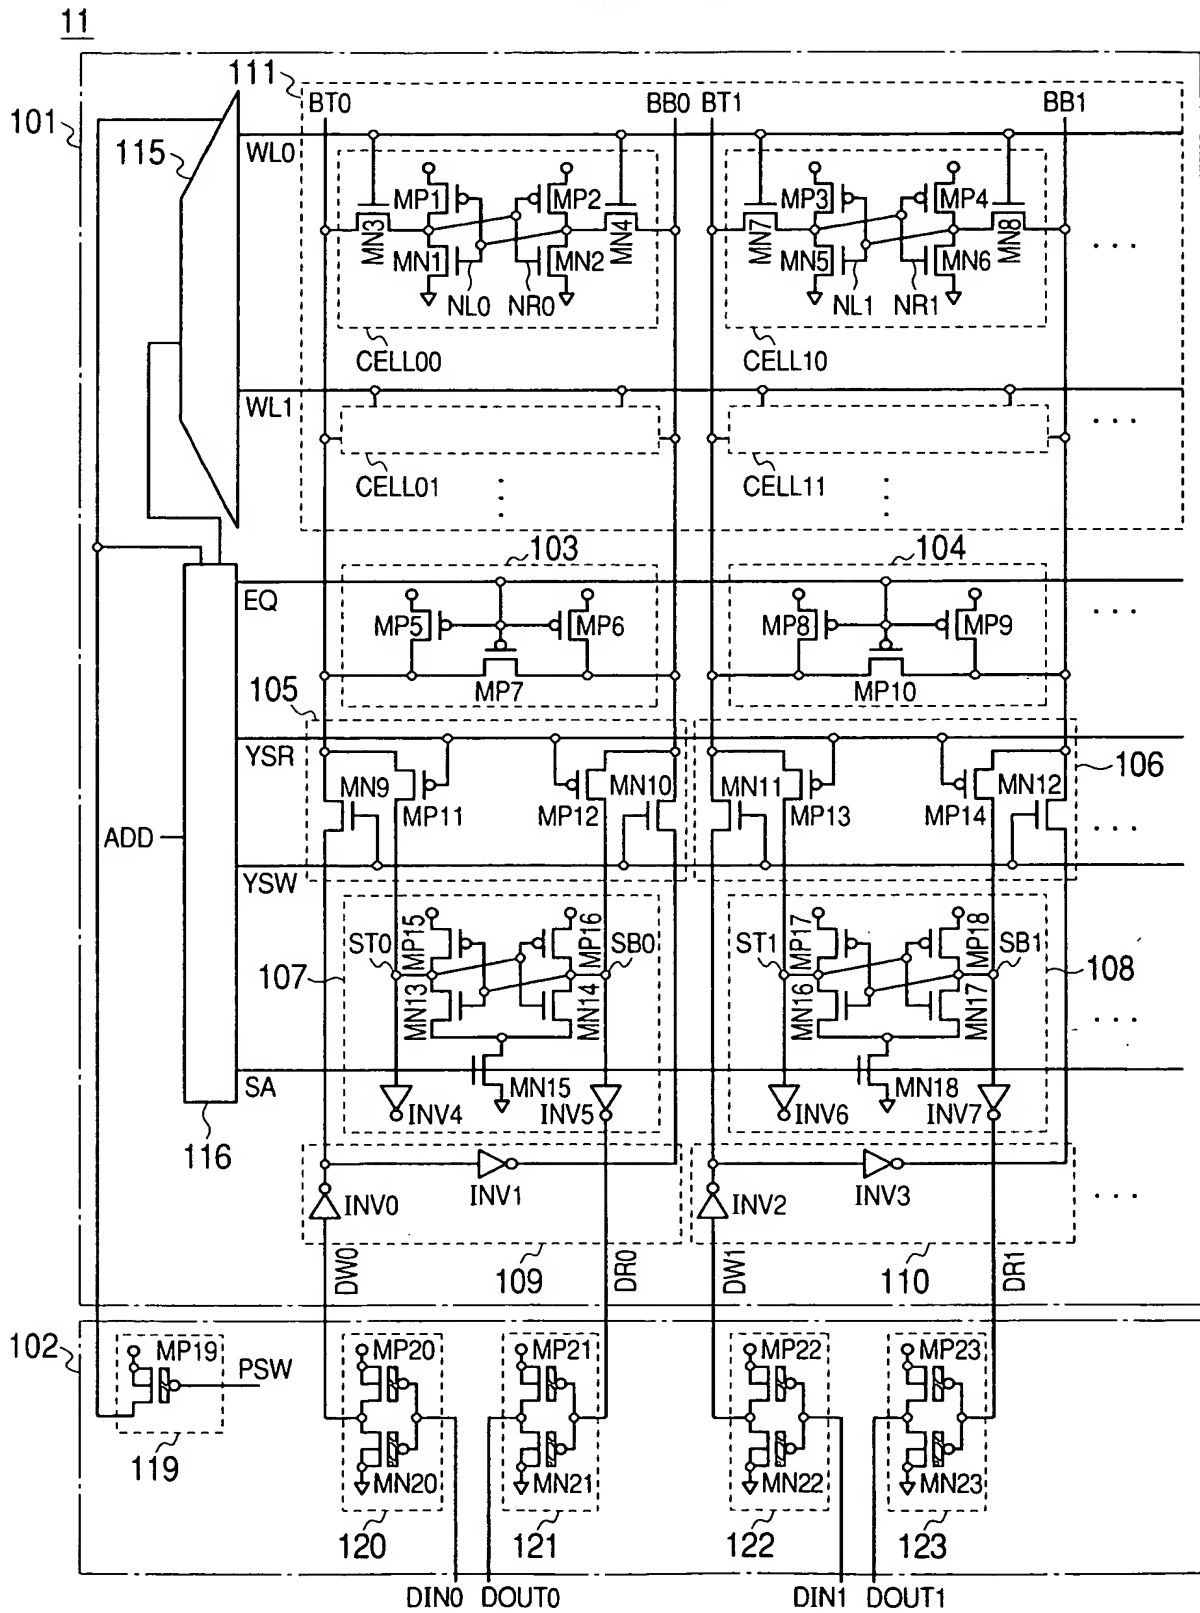 11
111
BT0 BB0 BT1 BB1
101
115
WL0
MP1 MP2 MP3 MP4
MN3 MN4 MN7 MN8
MN1 MN2 MN5 MN6
NL0 NR0 NL1 NR1
CELL00 CELL10
WL1 . . .
CELL01 CELL11
103 104
EQ
MP5 MP6 MP8 MP9
MP7 MP10
105
YSR
106
MN9 MN10 MN11 MN12
MP11 MP12 MP13 MP14
ADD
YSW
ST0 MP15 MP16 SB0 ST1 MP17 MP18 SB1
107 108
MN13 MN14 MN16 MN17
SA
MN15 MN18
INV4 INV5 INV6 INV7
116
INV1 INV3
INV0 INV2
DW0 109 DR0 DW1 110 DR1
102
MP19 PSW MP20 MP21 MP22 MP23
119
MN20 MN21 MN22 MN23
120 121 122 123
DIN0 DOUT0 DIN1 DOUT1